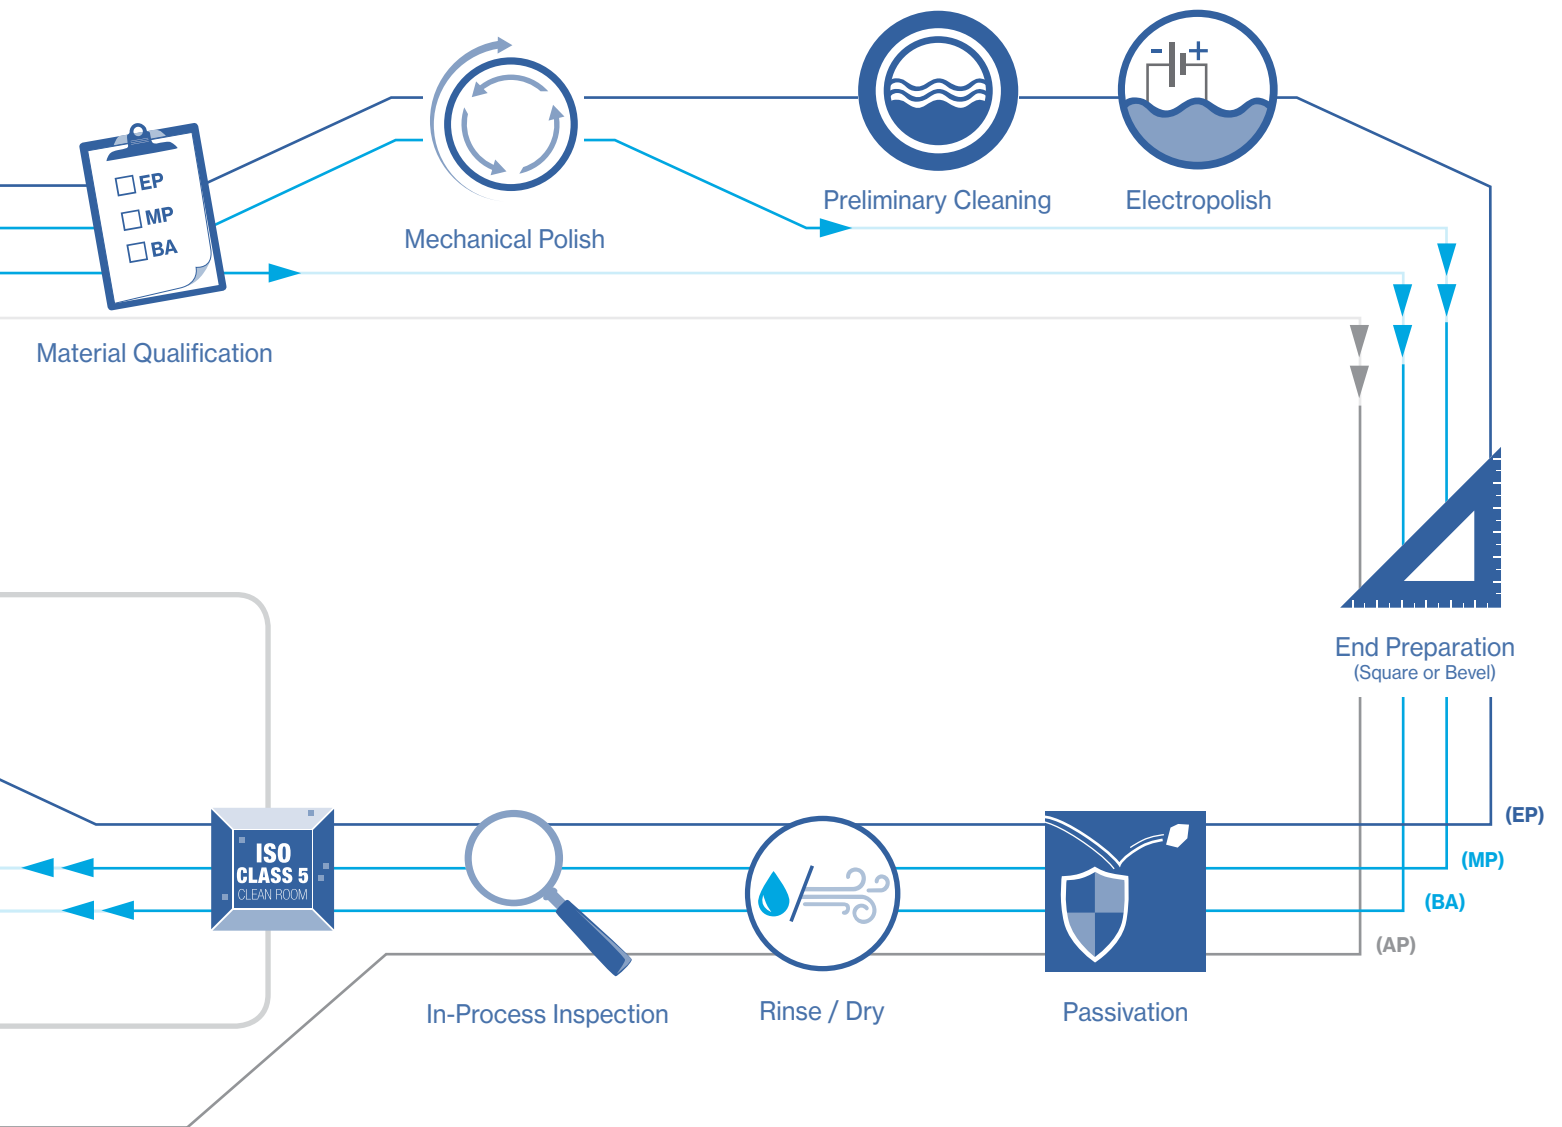 - +
EP
MP
BA
Preliminary Cleaning
Electropolish
Mechanical Polish
Material Qualification
End Preparation
(Square or Bevel)
(EP)
(MP)
(BA)
(AP)
ISO
CLASS 5
CLEAN ROOM
In-Process Inspection
Rinse / Dry
Passivation